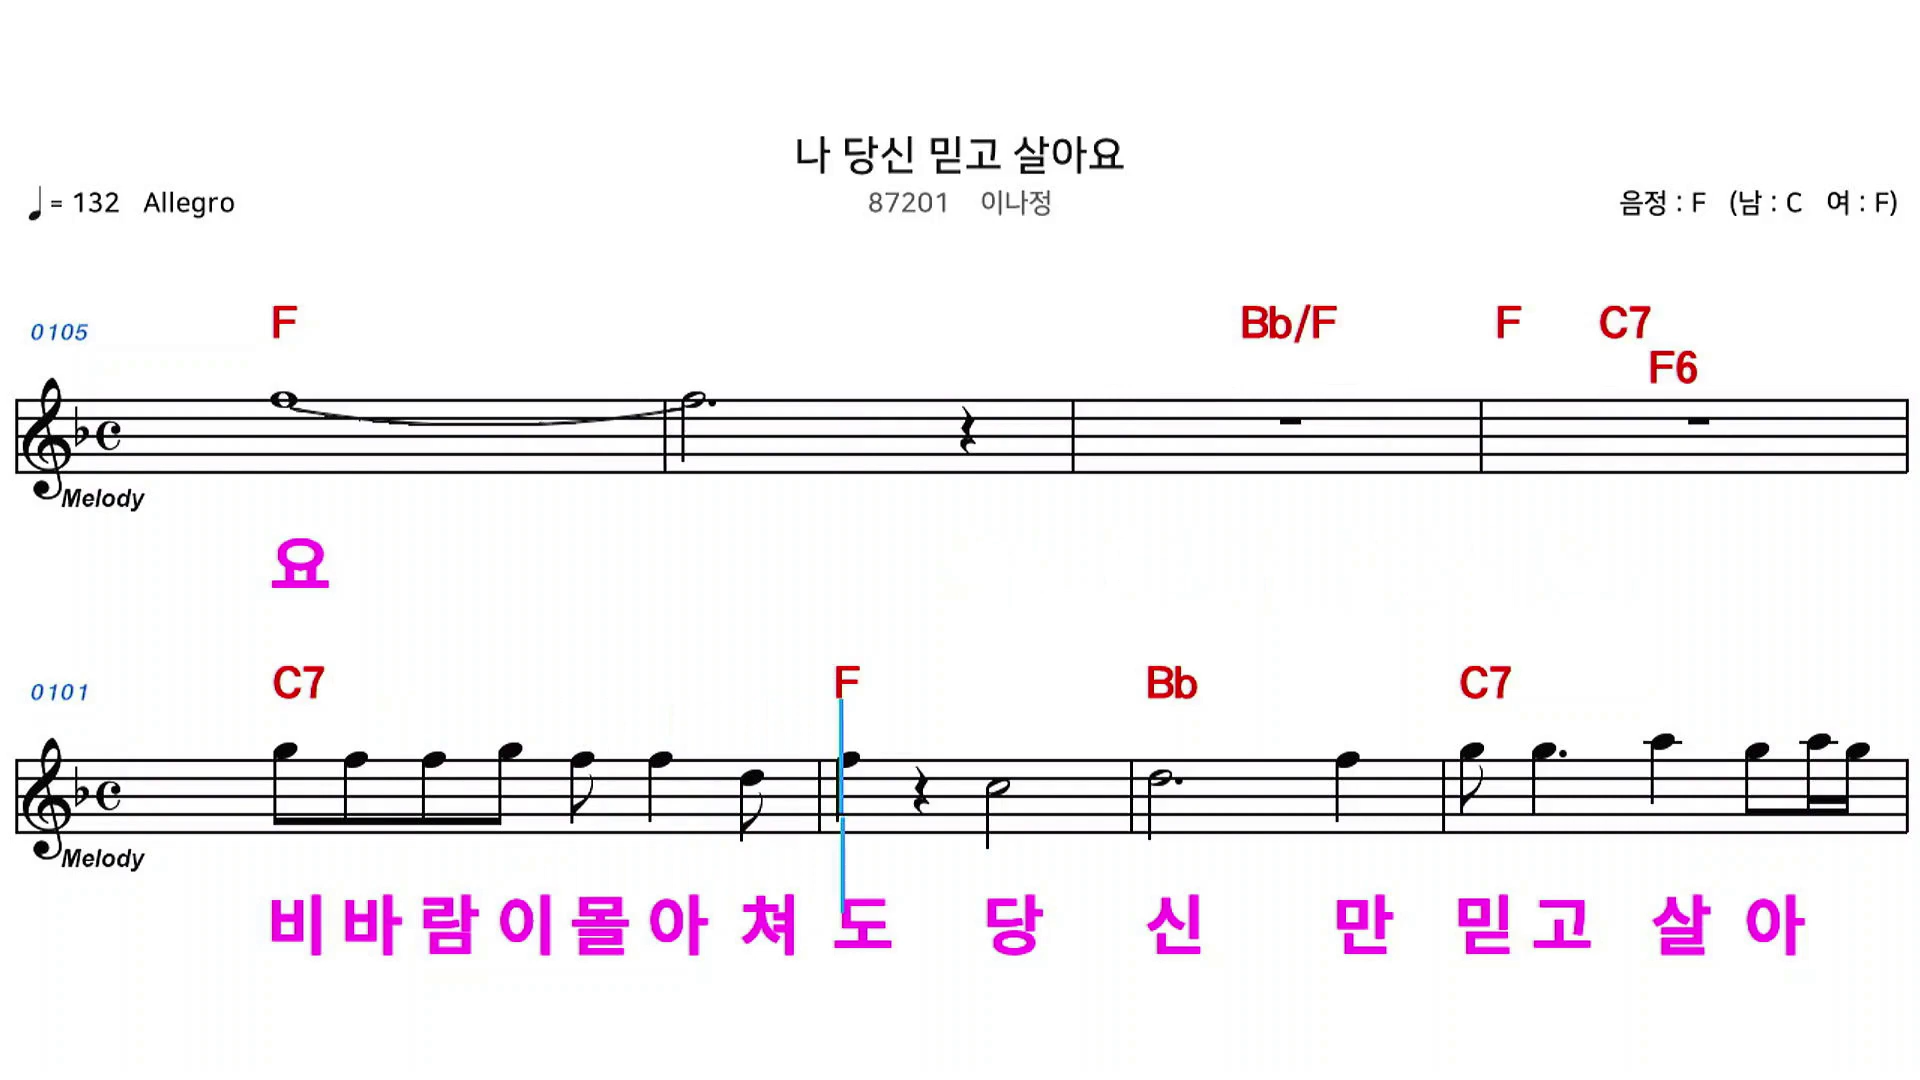 나 당신 믿고 살아요
♩ = 132 Allegro
87201 이나정
음정 : F (남 : C 여 : F)
0105
F Bb/F F C7
F6
Melody
요
0101
C7 F Bb C7
Melody
비 바 람 이 몰 아 쳐 도 당 신 만 믿 고 살 아